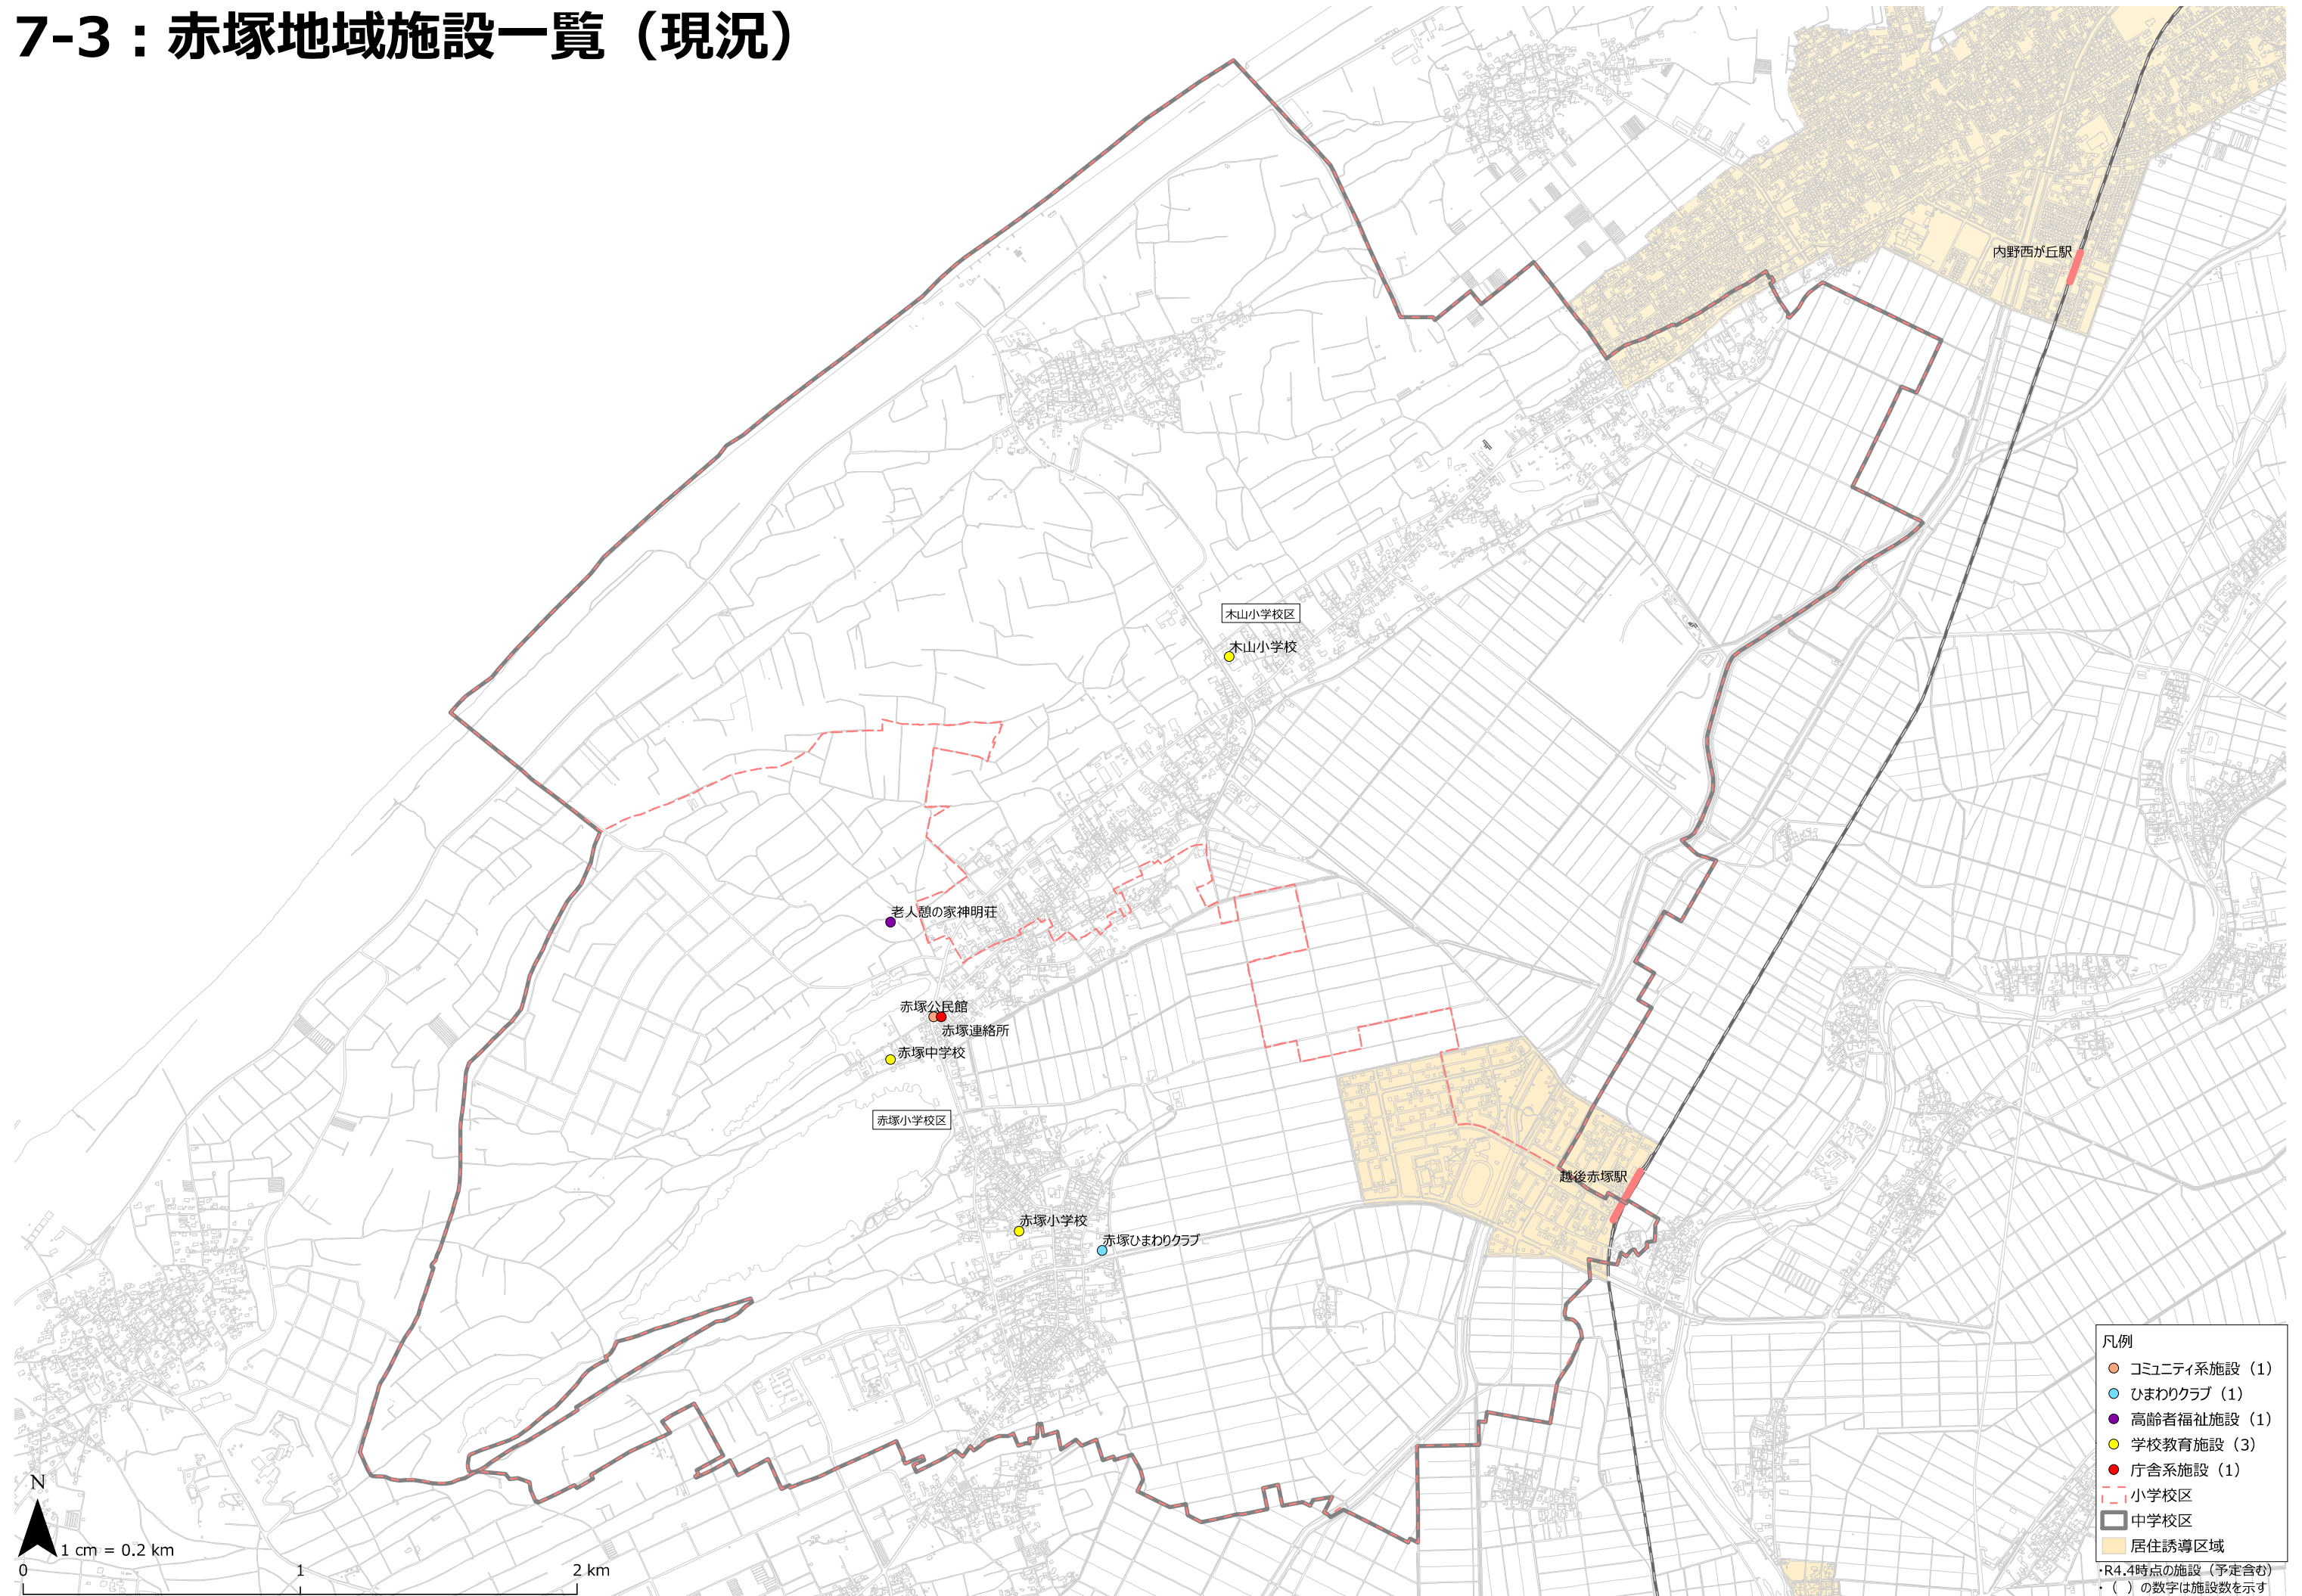 7-3：赤塚地域施設一覧（現況）
内野西が丘駅
木山小学校区
木山小学校
老人憩の家神明荘
赤塚公民館
赤塚連絡所
赤塚中学校
赤塚小学校区
越後赤塚駅
赤塚小学校
赤塚ひまわりクラブ
凡例
コミュニティ系施設（1）
ひまわりクラブ（1）
高齢者福祉施設（1）
学校教育施設（3）
庁舎系施設（1）
小学校区
中学校区
居住誘導区域
・R4.4時点の施設（予定含む）
・（ ）の数字は施設数を示す
N
1 cm = 0.2 km
0 1 2 km